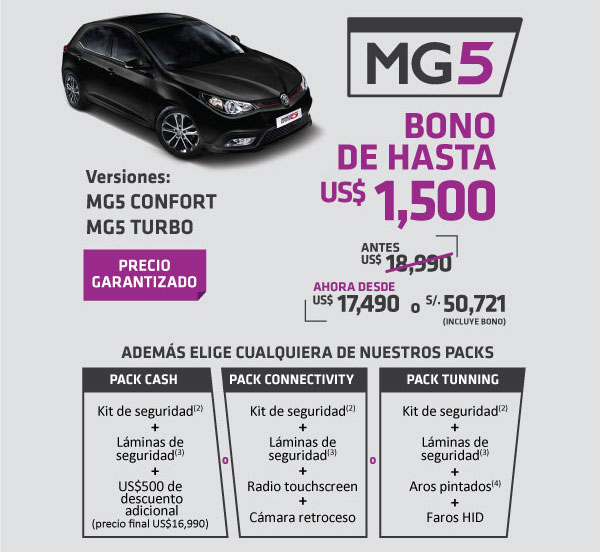 MG5
BONO
DE HASTA
US$ 1,500
Versiones:
MG5 CONFORT
MG5 TURBO
PRECIO
GARANTIZADO
ANTES
US$ 18,990
AHORA DESDE
US$ 17,490 o S/. 50,721
(INCLUYE BONO)
ADEMÁS ELIGE CUALQUIERA DE NUESTROS PACKS
PACK CASH
Kit de seguridad(2)
+
Láminas de
seguridad(3)
+
US$500 de
descuento
adicional
(precio final US$16,990)
o
PACK CONNECTIVITY
Kit de seguridad(2)
+
Láminas de
seguridad(3)
+
Radio touchscreen
+
Cámara retroceso
o
PACK TUNNING
Kit de seguridad(2)
+
Láminas de
seguridad(3)
+
Aros pintados(4)
+
Faros HID